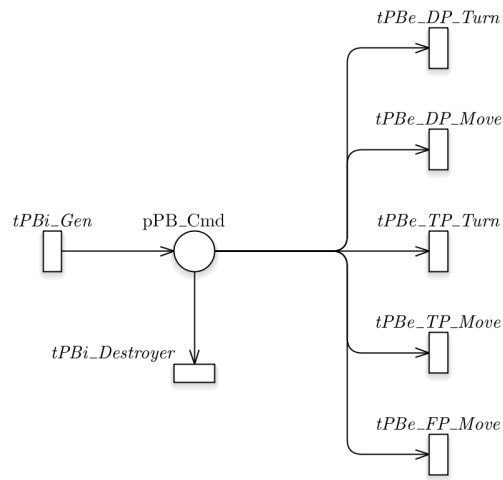 tPBe_DP_Turn
tPBe_DP_Move
tPBi_Gen
pPB_Cmd
tPBe_TP_Turn
tPBi_Destroyer
tPBe_TP_Move
tPBe_FP_Move